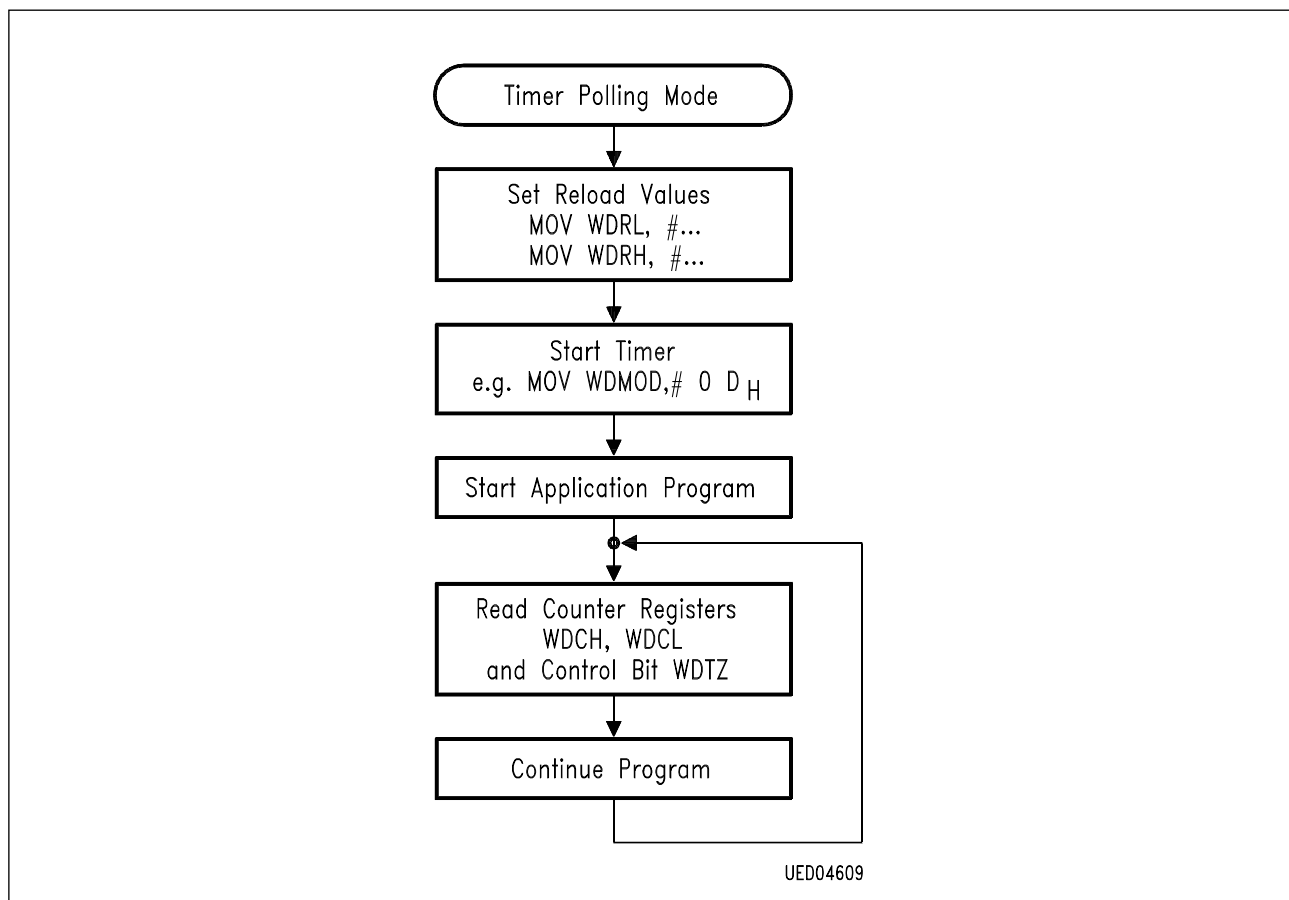 Timer Polling Mode
Set Reload Values
MOV WDRL, #...
MOV WDRH, #...
Start Timer
e.g. MOV WDMOD,# 0 D H
Start Application Program
Read Counter Registers
WDCH, WDCL
and Control Bit WDTZ
Continue Program
UED04609